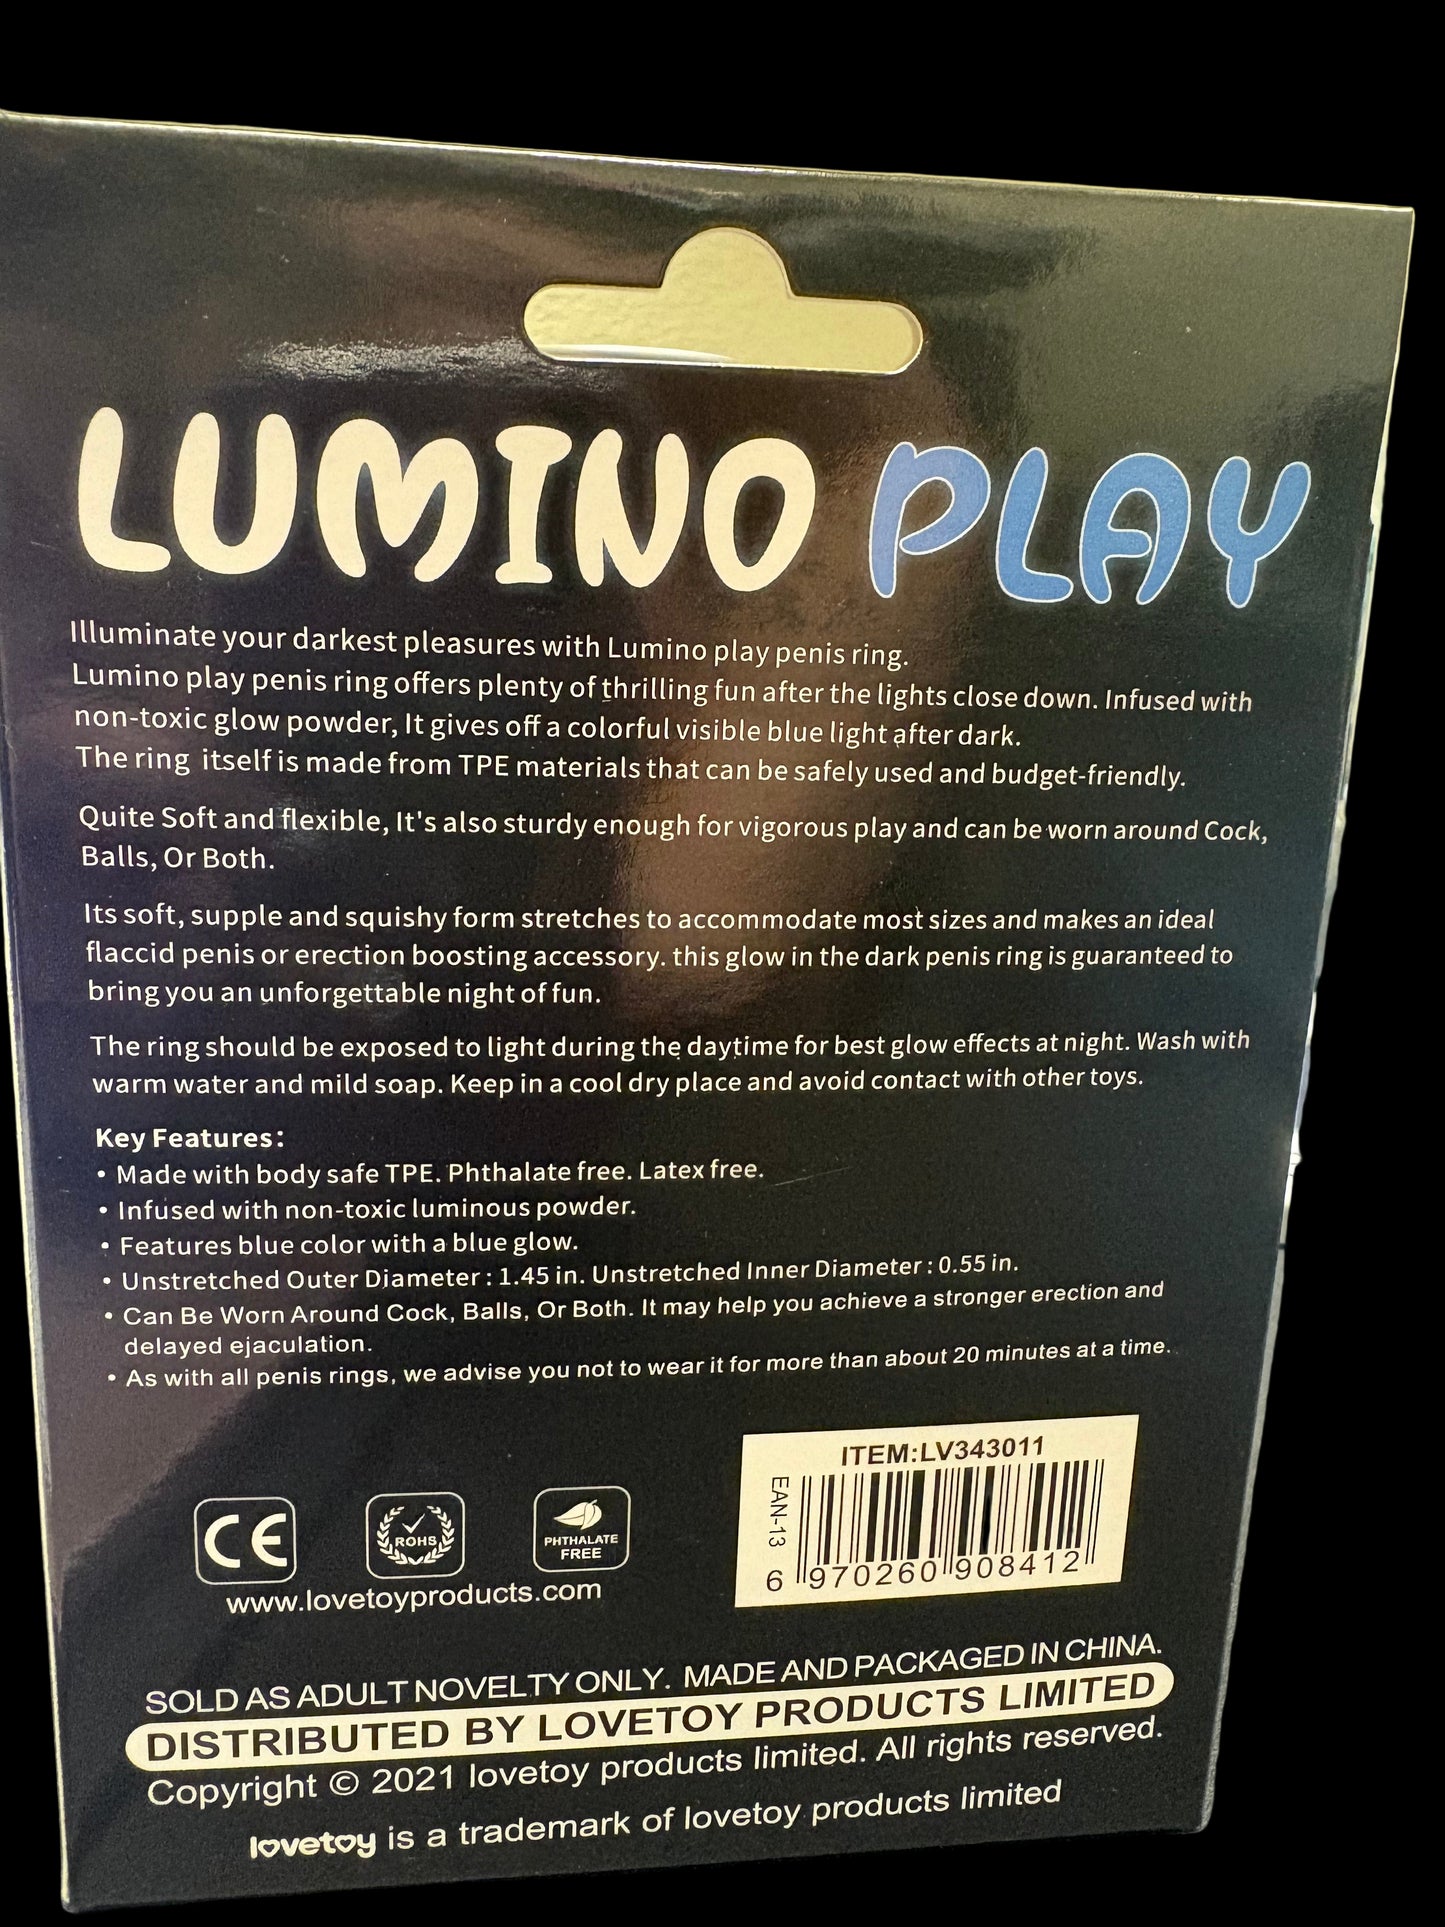 LUMINO PLAY
Illuminate your darkest pleasures with Lumino play penis ring.
Lumino play penis ring offers plenty of thrilling fun after the lights close down. Infused with
non-toxic glow powder, It gives off a colorful visible blue light after dark.
The ring itself is made from TPE materials that can be safely used and budget-friendly.
Quite Soft and flexible, It's also sturdy enough for vigorous play and can be worn around Cock,
Balls, Or Both.
Its soft, supple and squishy form stretches to accommodate most sizes and makes an ideal
flaccid penis or erection boosting accessory. this glow in the dark penis ring is guaranteed to
bring you an unforgettable night of fun.
The ring should be exposed to light during the daytime for best glow effects at night. Wash with
warm water and mild soap. Keep in a cool dry place and avoid contact with other toys.
Key Features:
• Made with body safe TPE. Phthalate free. Latex free.
• Infused with non-toxic luminous powder.
• Features blue color with a blue glow.
• Unstretched Outer Diameter : 1.45 in. Unstretched Inner Diameter : 0.55 in.
• Can Be Worn Around Cock, Balls, Or Both. It may help you achieve a stronger erection and
delayed ejaculation.
• As with all penis rings, we advise you not to wear it for more than about 20 minutes at a time.
ITEM:LV343011
EAN-13
6 970260 908412
CE
ROHS
PHTHALATE
FREE
www.lovetoyproducts.com
SOLD AS ADULT NOVELTY ONLY. MADE AND PACKAGED IN CHINA.
DISTRIBUTED BY LOVETOY PRODUCTS LIMITED
Copyright © 2021 lovetoy products limited. All rights reserved.
lovetoy is a trademark of lovetoy products limited